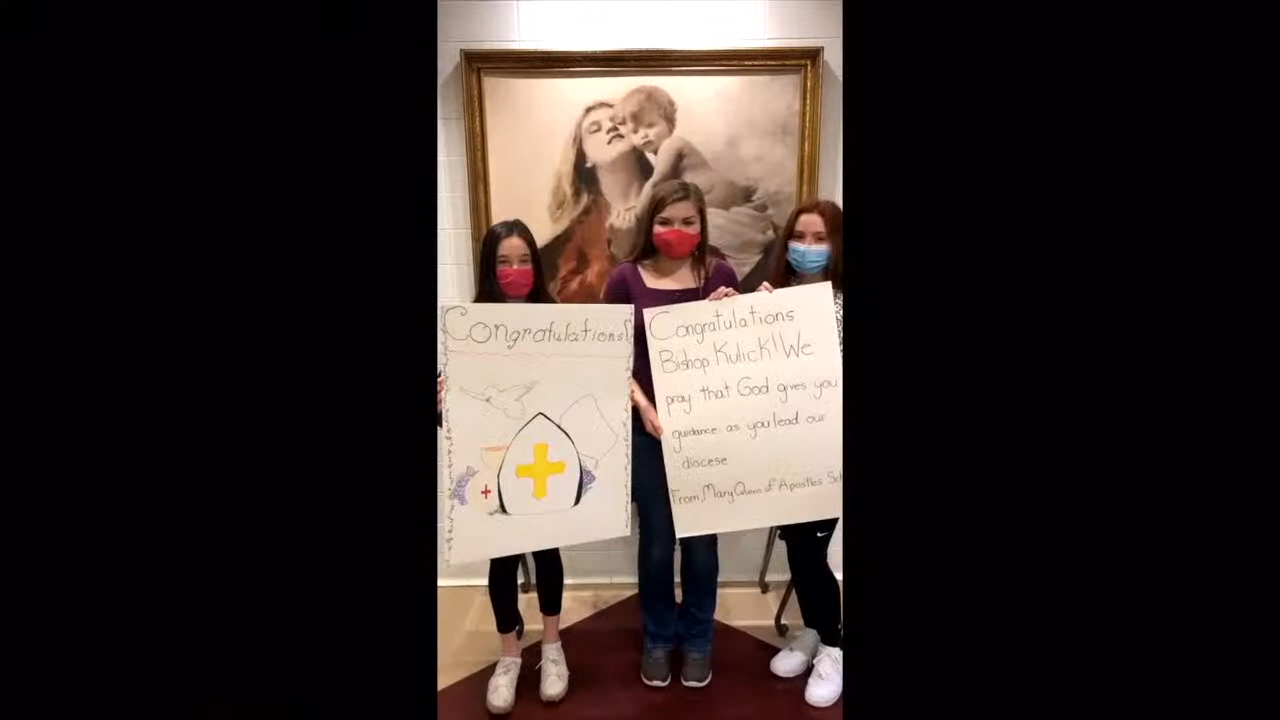 Congratulations!
Congratulations
Bishop Kulick! We
pray that God gives you
guidance as you lead our
diocese
From, Mary Queen of Apostles Sch